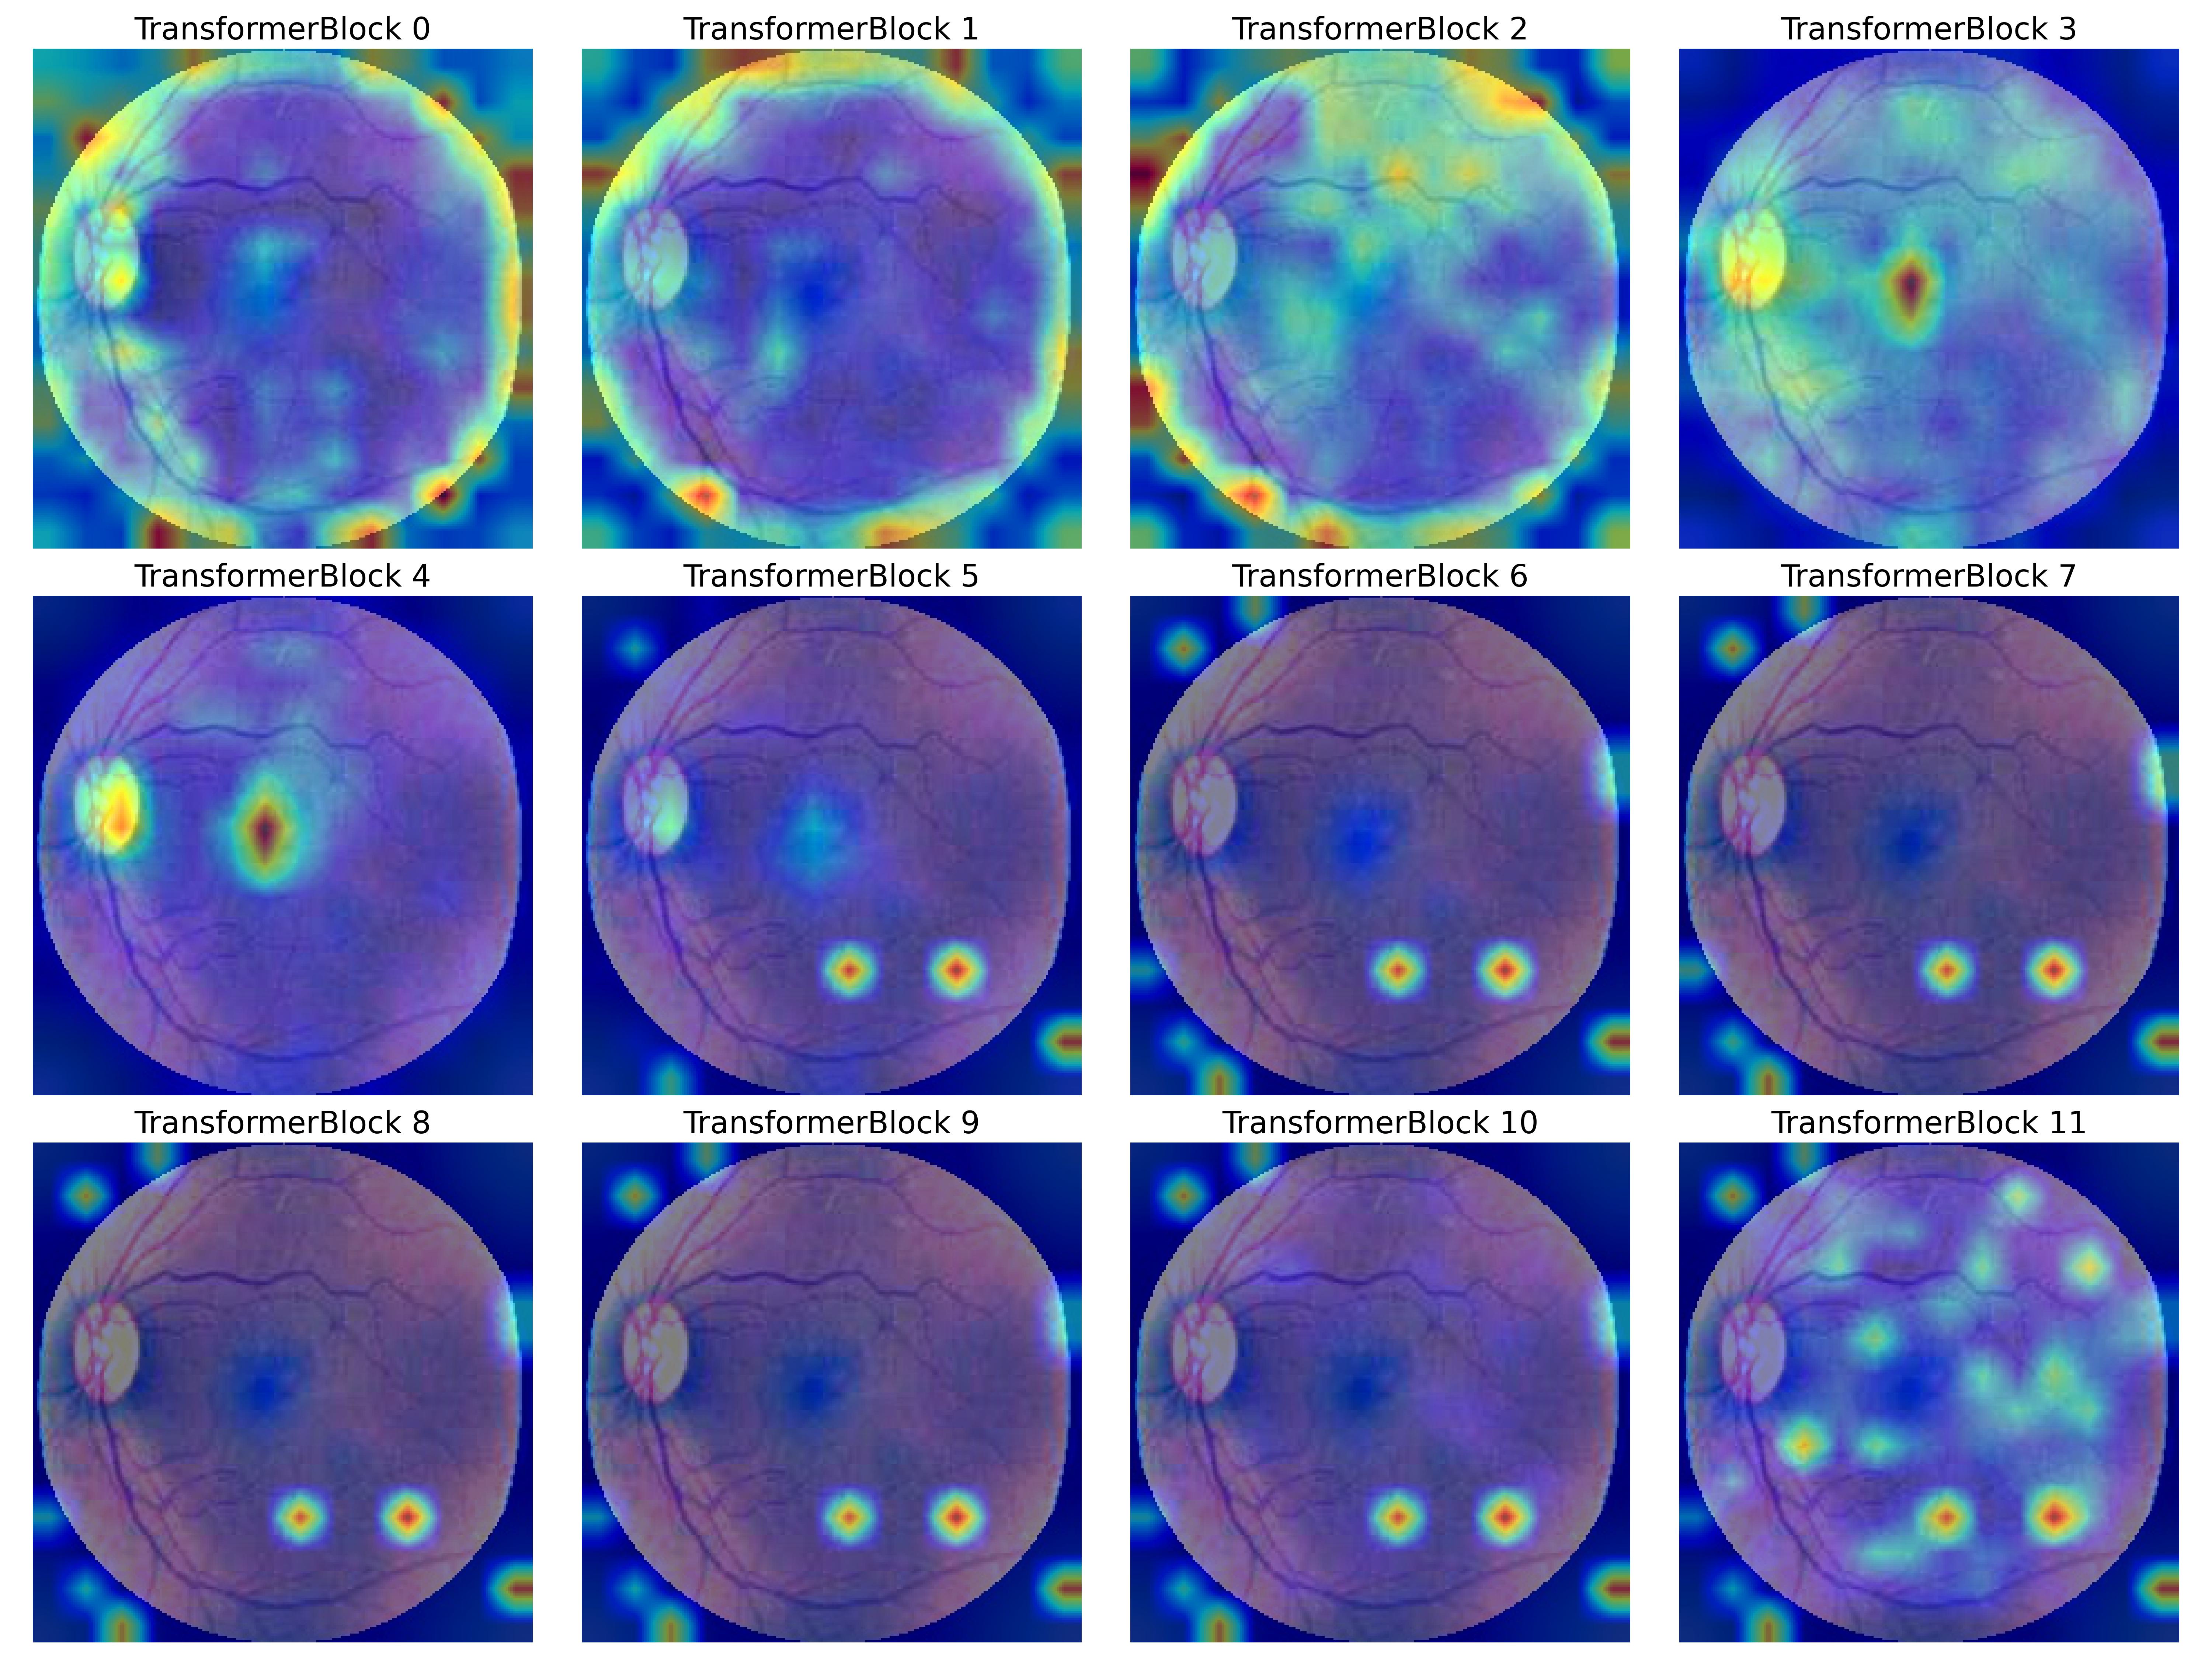 TransformerBlock 0
TransformerBlock 1
TransformerBlock 2
TransformerBlock 3
TransformerBlock 4
TransformerBlock 5
TransformerBlock 6
TransformerBlock 7
TransformerBlock 8
TransformerBlock 9
TransformerBlock 10
TransformerBlock 11